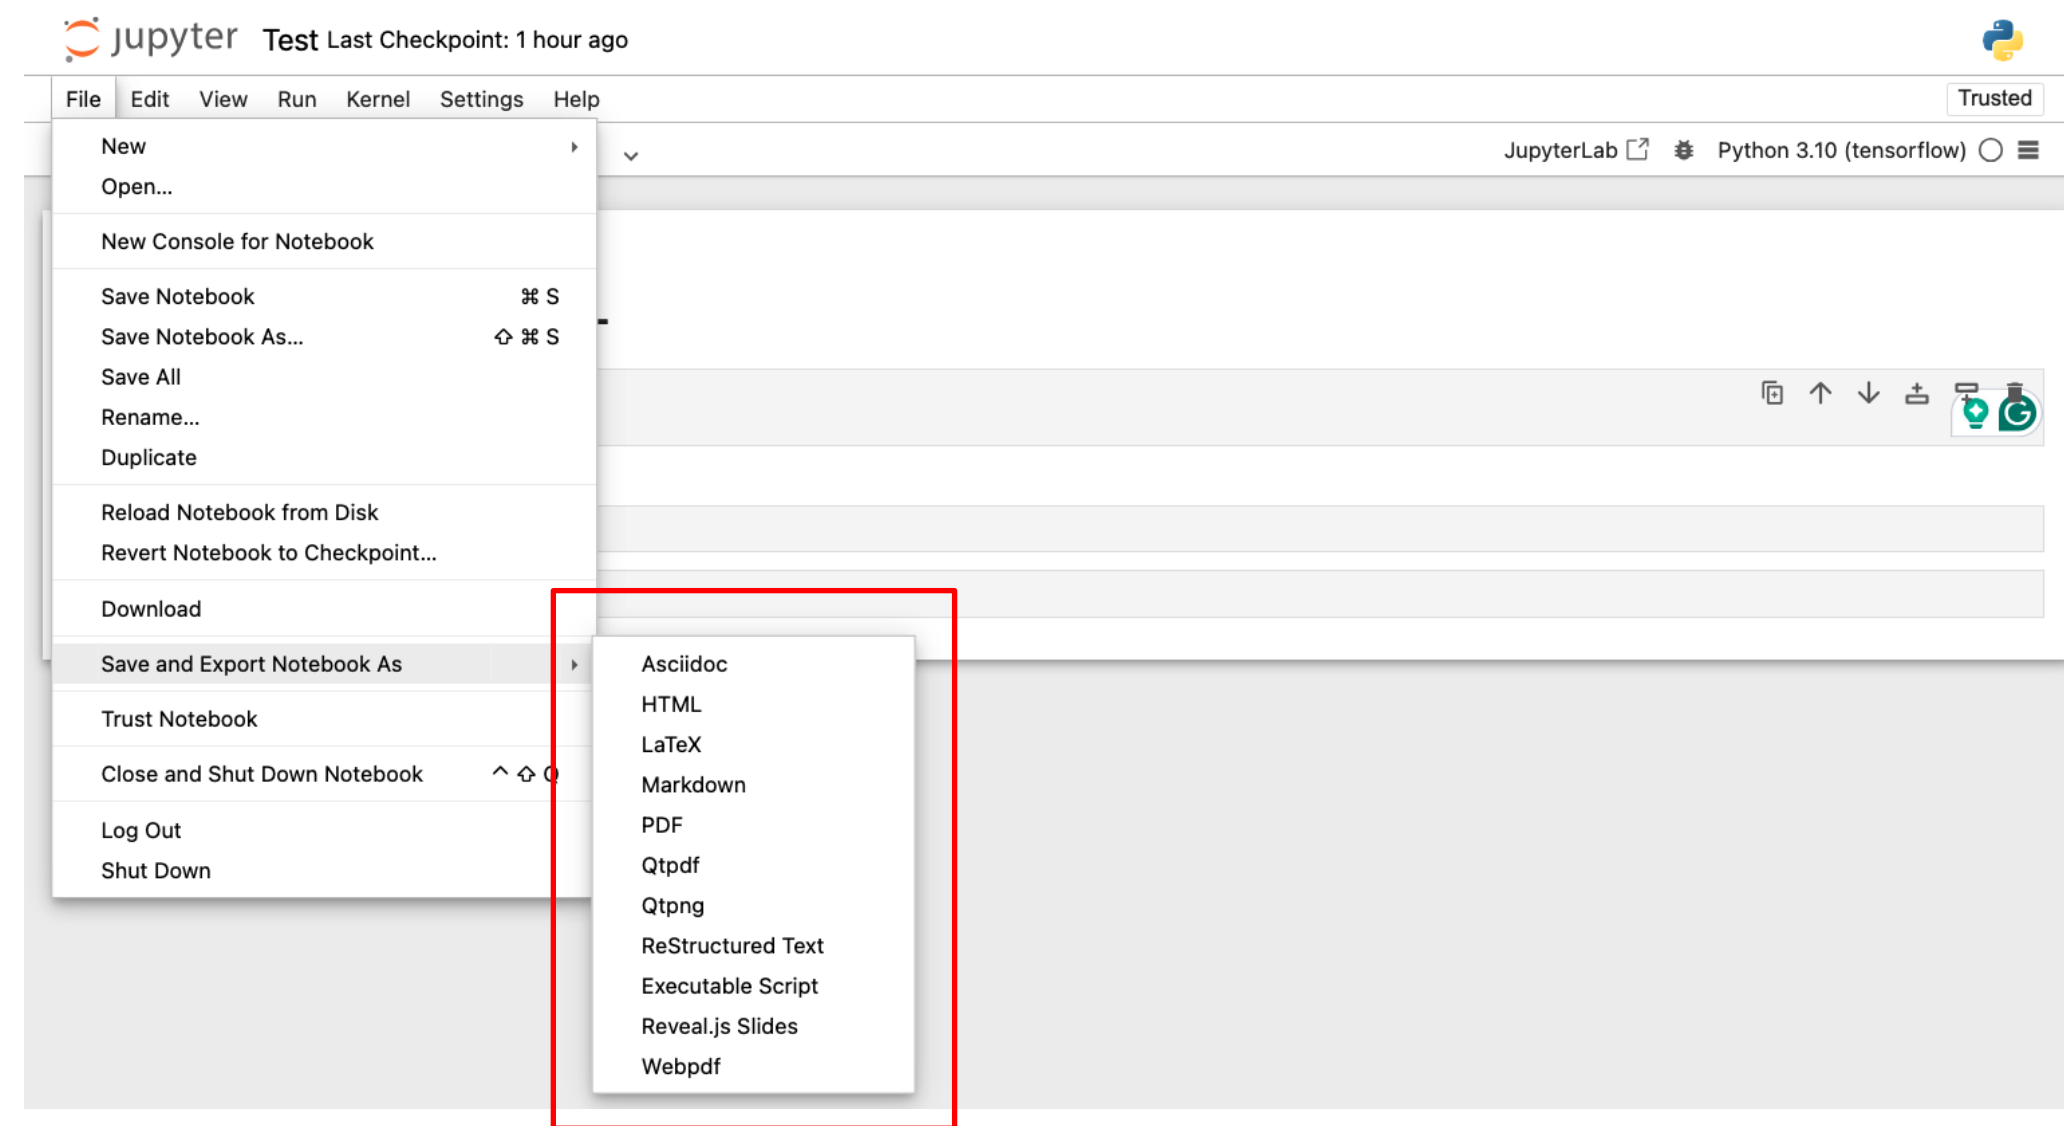 jupyter Test Last Checkpoint: 1 hour ago
File Edit View Run Kernel Settings Help Trusted
JupyterLab Python 3.10 (tensorflow)
New
Open...
New Console for Notebook
Save Notebook ⌘ S
Save Notebook As... ⇧ ⌘ S
Save All
Rename...
Duplicate
Reload Notebook from Disk
Revert Notebook to Checkpoint...
Download
Save and Export Notebook As
Trust Notebook
Close and Shut Down Notebook ^ ⇧ Q
Log Out
Shut Down
Asciidoc
HTML
LaTeX
Markdown
PDF
Qtpdf
Qtpng
ReStructured Text
Executable Script
Reveal.js Slides
Webpdf